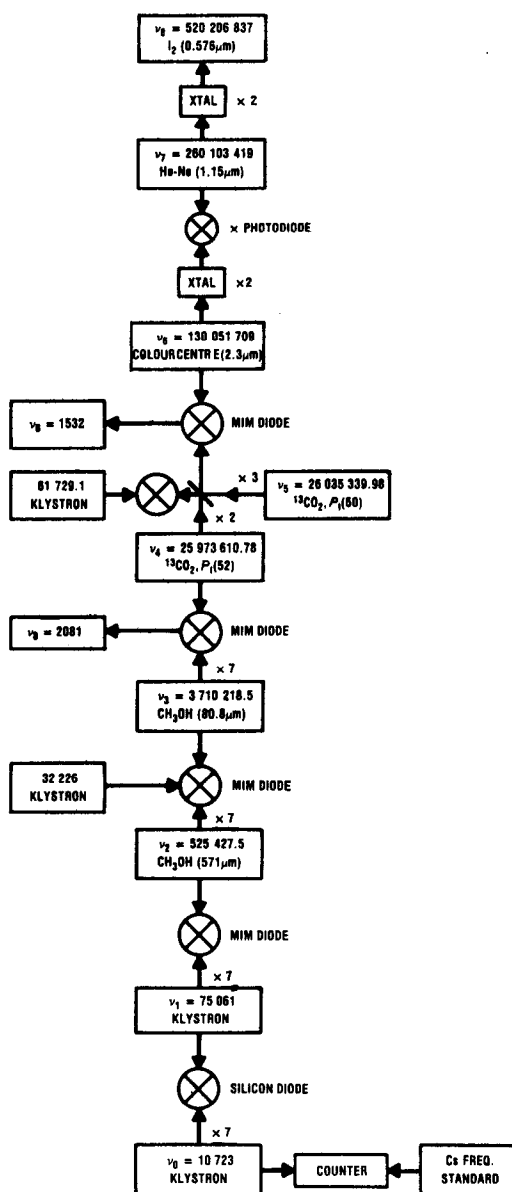 ν₈ = 520 206 837
I₂ (0.576μm)
XTAL
× 2
ν₇ = 260 103 419
He-Ne (1.15μm)
× PHOTODIODE
XTAL
×2
ν₆ = 130 051 709
COLOURCENTRE (2.3μm)
ν₈ = 1532
MIM DIODE
61 729.1
KLYSTRON
× 3
ν₅ = 26 035 339.98
¹³CO₂, P₁(50)
× 2
ν₄ = 25 973 610.78
¹³CO₂, P₁(52)
ν₉ = 2081
MIM DIODE
× 7
ν₃ = 3 710 218.5
CH₃OH (80.8μm)
32 226
KLYSTRON
MIM DIODE
× 7
ν₂ = 525 427.5
CH₃OH (571μm)
MIM DIODE
× 7
ν₁ = 75 061
KLYSTRON
SILICON DIODE
× 7
ν₀ = 10 723
KLYSTRON
COUNTER
Cs FREQ.
STANDARD